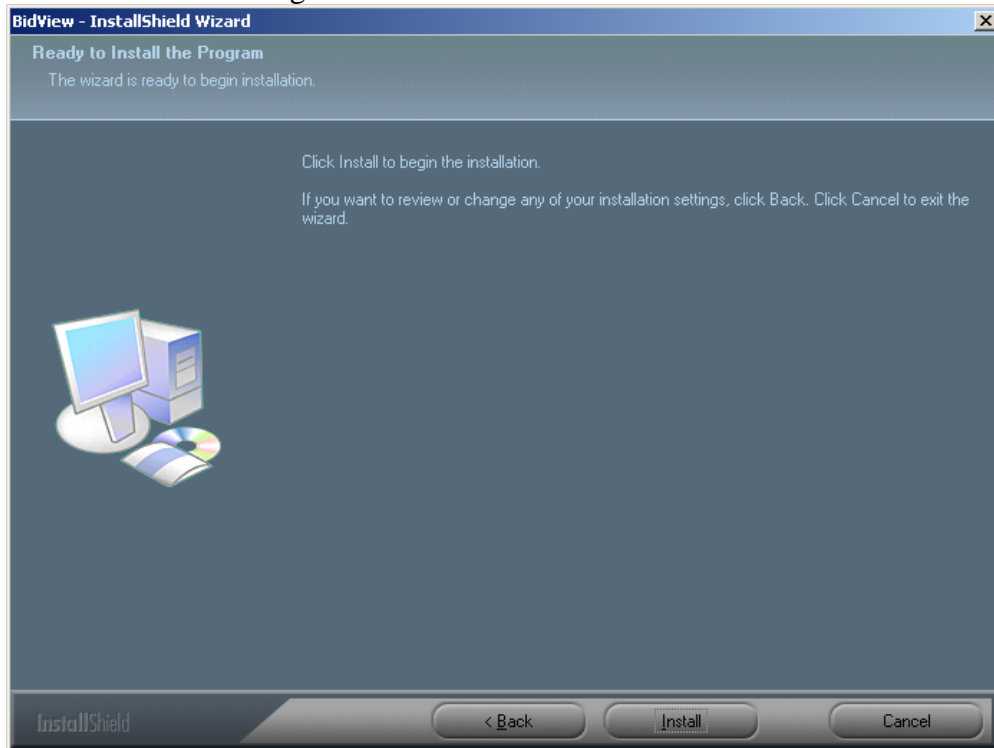 BidView - InstallShield Wizard
Ready to Install the Program
The wizard is ready to begin installation.
Click Install to begin the installation.
If you want to review or change any of your installation settings, click Back. Click Cancel to exit the
wizard.
InstallShield
< Back
Install
Cancel